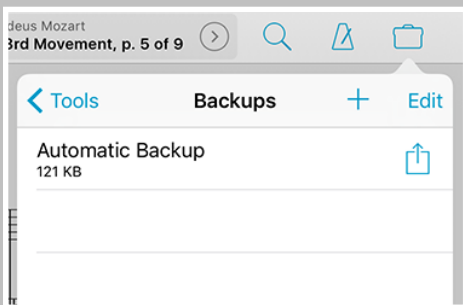 deus Mozart
3rd Movement, p. 5 of 9
Tools
Backups
Edit
Automatic Backup
121 KB